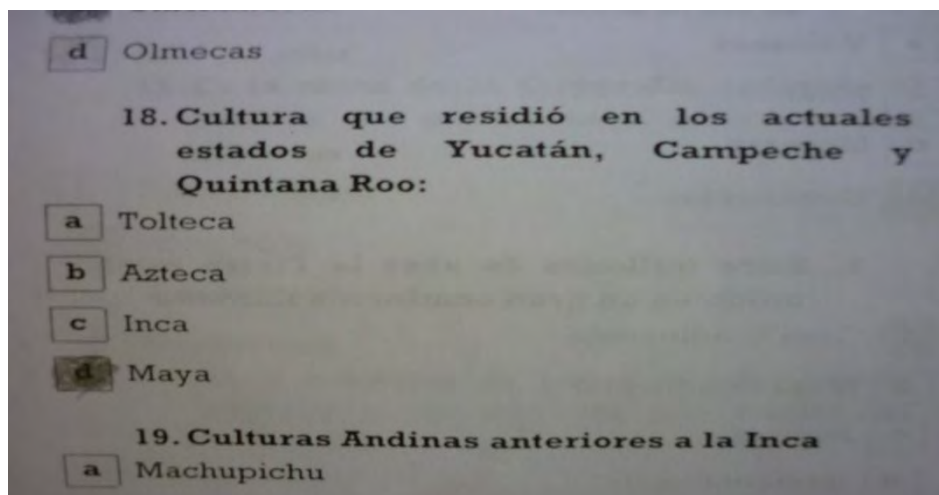 d Olmecas
18. Cultura que residió en los actuales
estados de Yucatán, Campeche y
Quintana Roo:
a Tolteca
b Azteca
c Inca
d Maya
19. Culturas Andinas anteriores a la Inca
a Machupichu